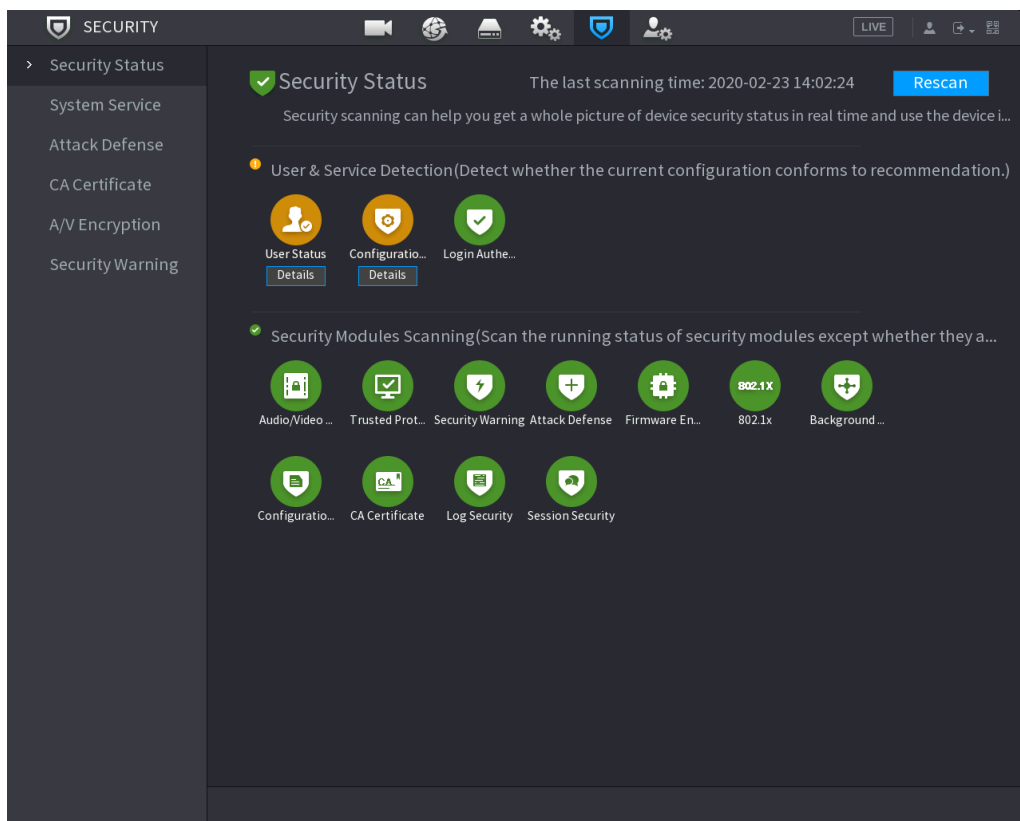 SECURITY
LIVE
Security Status
System Service
Attack Defense
CA Certificate
A/V Encryption
Security Warning
Security Status
The last scanning time: 2020-02-23 14:02:24
Rescan
Security scanning can help you get a whole picture of device security status in real time and use the device i...
User & Service Detection(Detect whether the current configuration conforms to recommendation.)
User Status
Configuratio...
Login Authe...
Details
Details
Security Modules Scanning(Scan the running status of security modules except whether they a...
802.1X
Audio/Video ...
Trusted Prot...
Security Warning
Attack Defense
Firmware En...
802.1x
Background ...
CA
Configuratio...
CA Certificate
Log Security
Session Security